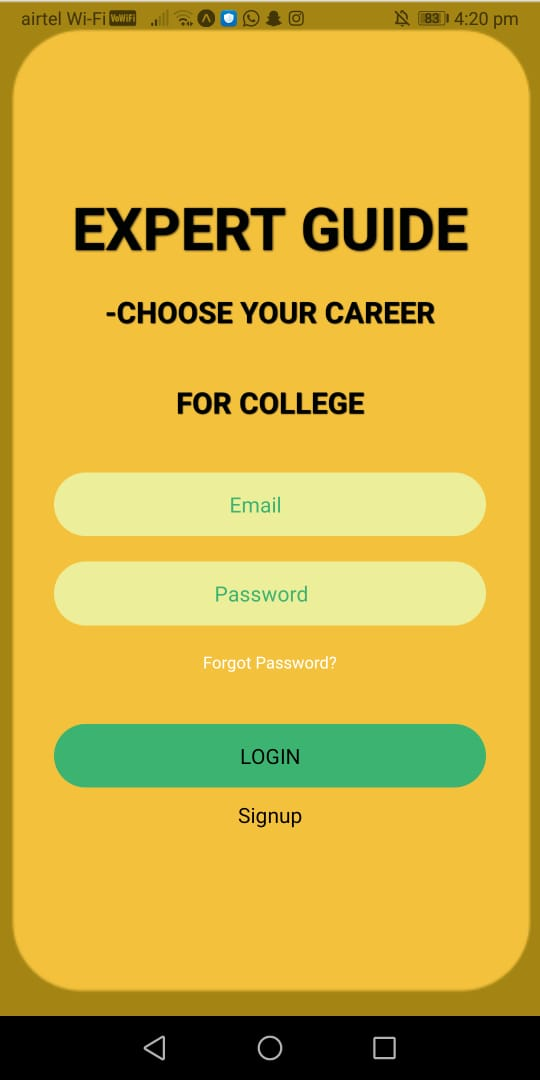 airtel Wi-Fi VoWiFi 83 4:20 pm
EXPERT GUIDE
-CHOOSE YOUR CAREER
FOR COLLEGE
Email
Password
Forgot Password?
LOGIN
Signup